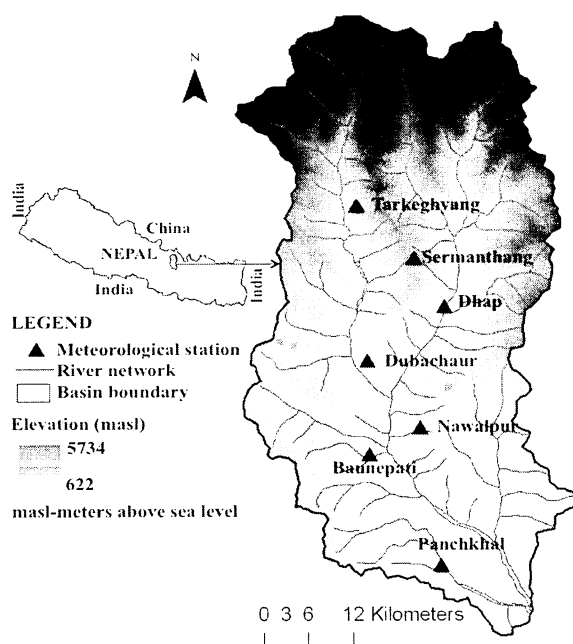 N
Tarkeghyang
Sermanthang
Dhap
Dubachaur
Nawalpur
Baunepati
Panchkhal
India
China
NEPAL
India
India
LEGEND
Meteorological station
River network
Basin boundary
Elevation (masl)
5734
622
masl-meters above sea level
0 3 6 12 Kilometers